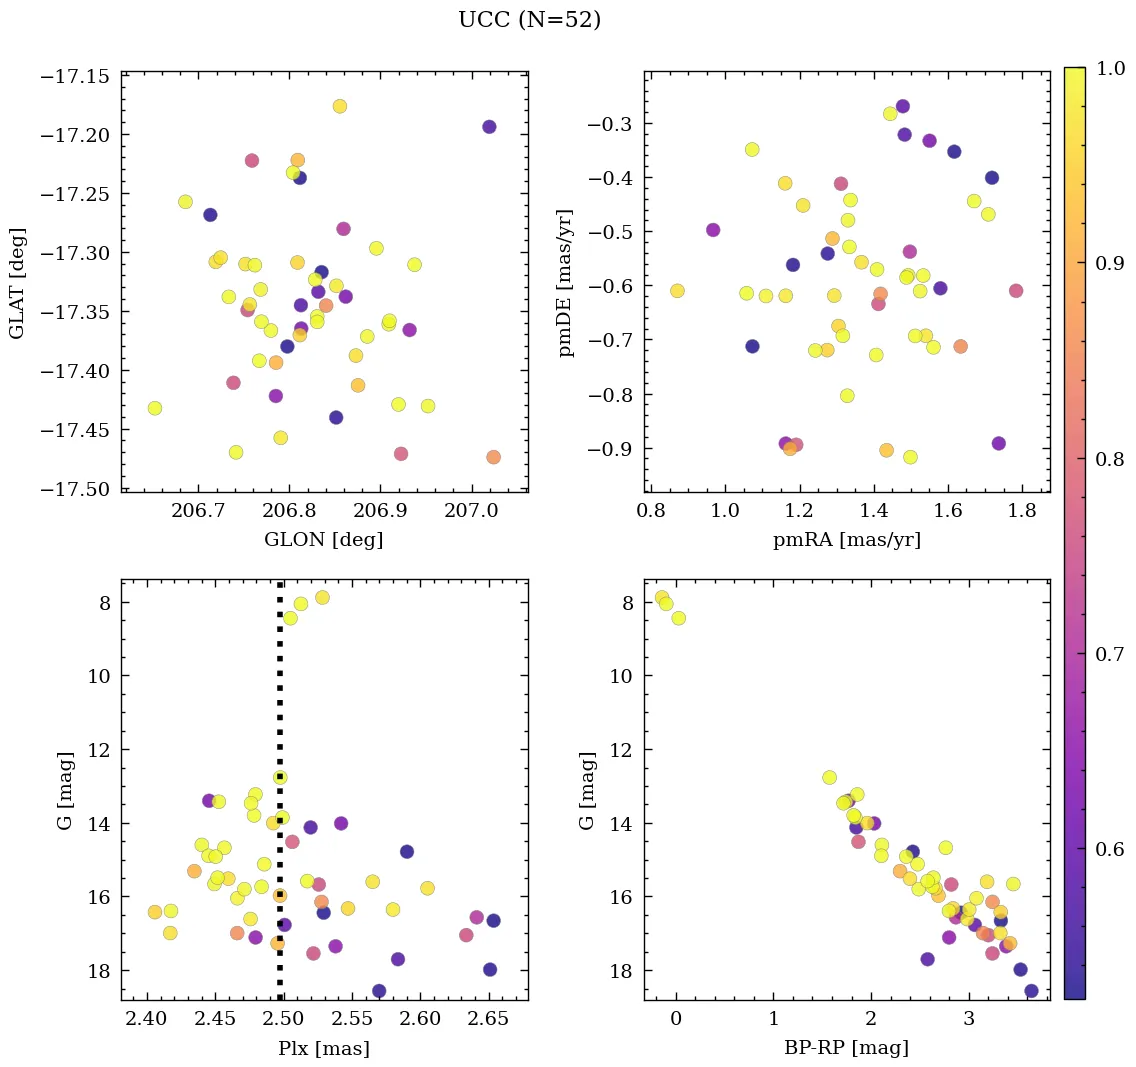 UCC (N=52)
−17.15
−17.20
−17.25
−17.30
−17.35
−17.40
−17.45
−17.50
GLAT [deg]
206.7 206.8 206.9 207.0
GLON [deg]
−0.3
−0.4
−0.5
−0.6
−0.7
−0.8
−0.9
pmDE [mas/yr]
0.8 1.0 1.2 1.4 1.6 1.8
pmRA [mas/yr]
8
10
12
14
16
18
G [mag]
2.40 2.45 2.50 2.55 2.60 2.65
Plx [mas]
8
10
12
14
16
18
G [mag]
0 1 2 3
BP-RP [mag]
1.0
0.9
0.8
0.7
0.6